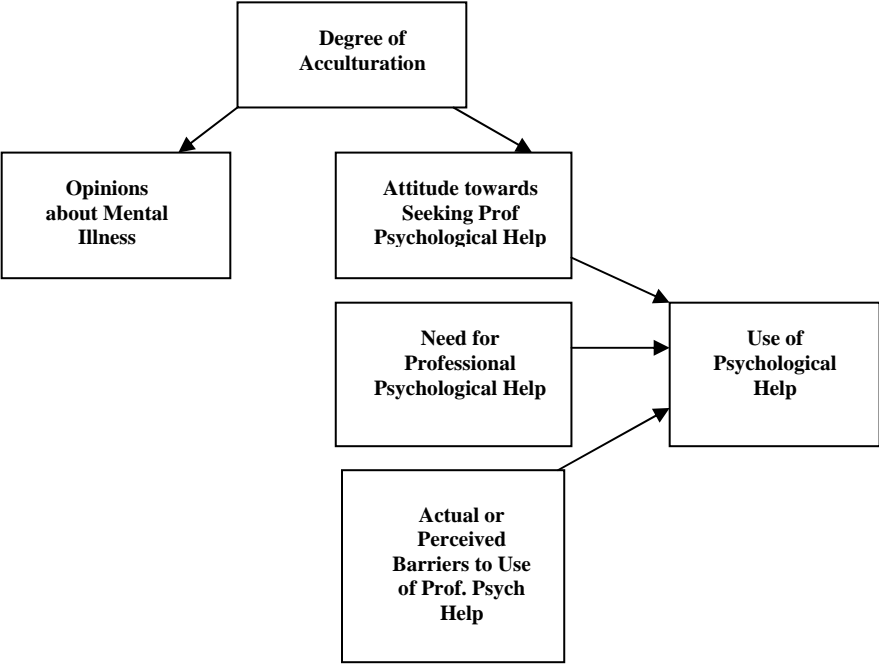 Degree of
Acculturation
Opinions
about Mental
Illness
Attitude towards
Seeking Prof
Psychological Help
Need for
Professional
Psychological Help
Use of
Psychological
Help
Actual or
Perceived
Barriers to Use
of Prof. Psych
Help